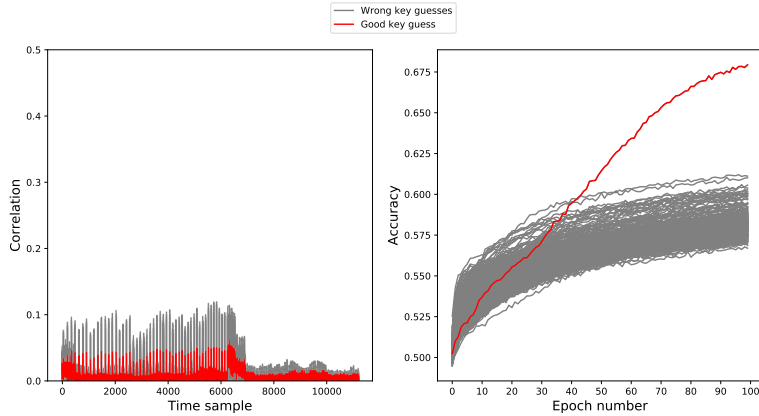 Wrong key guesses
Good key guess
0.5
0.4
0.3
0.2
0.1
0.0
Correlation
0 2000 4000 6000 8000 10000
Time sample
0.675
0.650
0.625
0.600
0.575
0.550
0.525
0.500
Accuracy
0 10 20 30 40 50 60 70 80 90 100
Epoch number